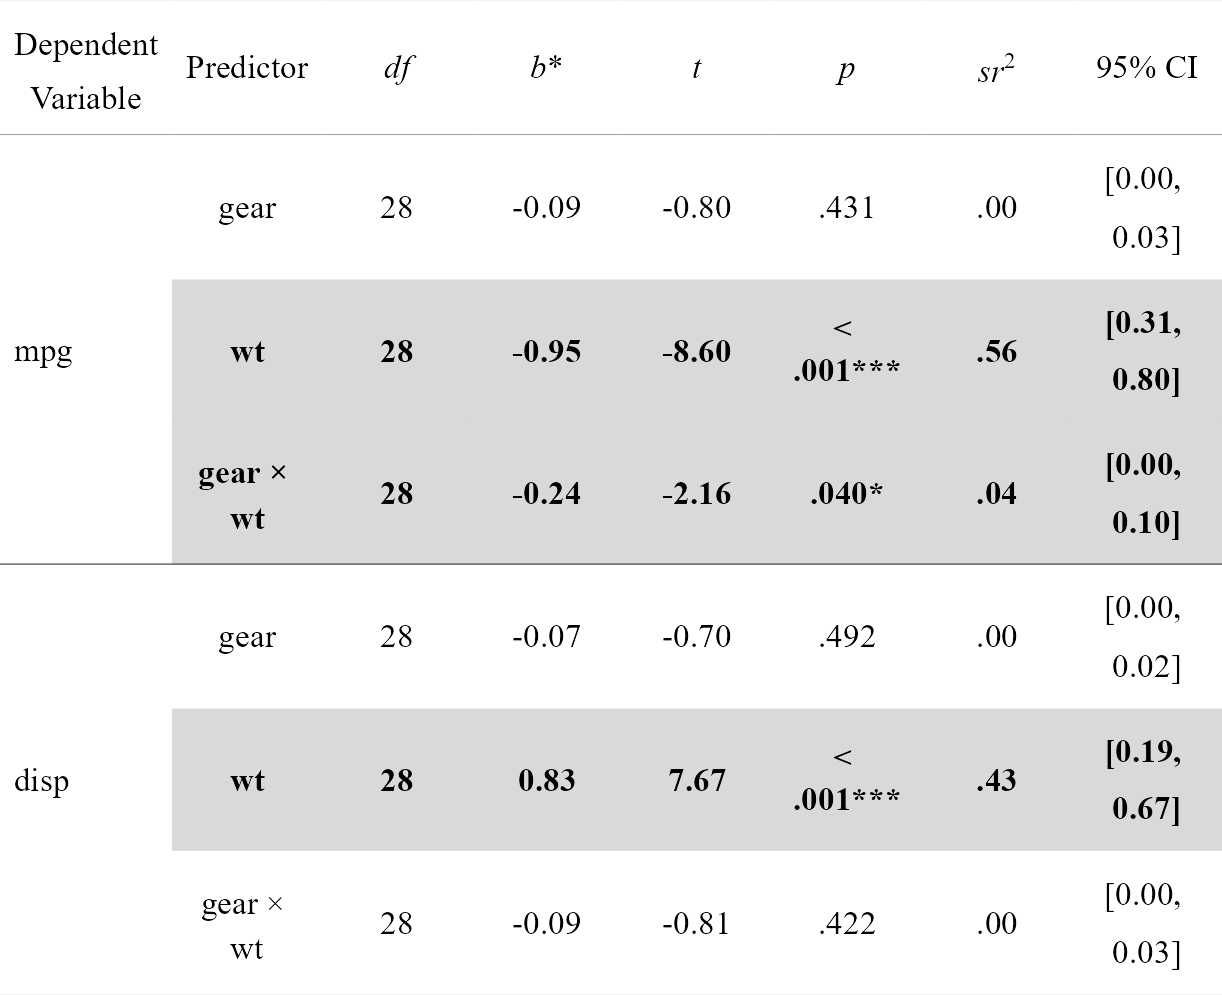 Dependent Variable Predictor df b* t p sr² 95% CI
gear 28 -0.09 -0.80 .431 .00 [0.00, 0.03]
mpg wt 28 -0.95 -8.60 < .001*** .56 [0.31, 0.80]
gear × wt 28 -0.24 -2.16 .040* .04 [0.00, 0.10]
gear 28 -0.07 -0.70 .492 .00 [0.00, 0.02]
disp wt 28 0.83 7.67 < .001*** .43 [0.19, 0.67]
gear × wt 28 -0.09 -0.81 .422 .00 [0.00, 0.03]